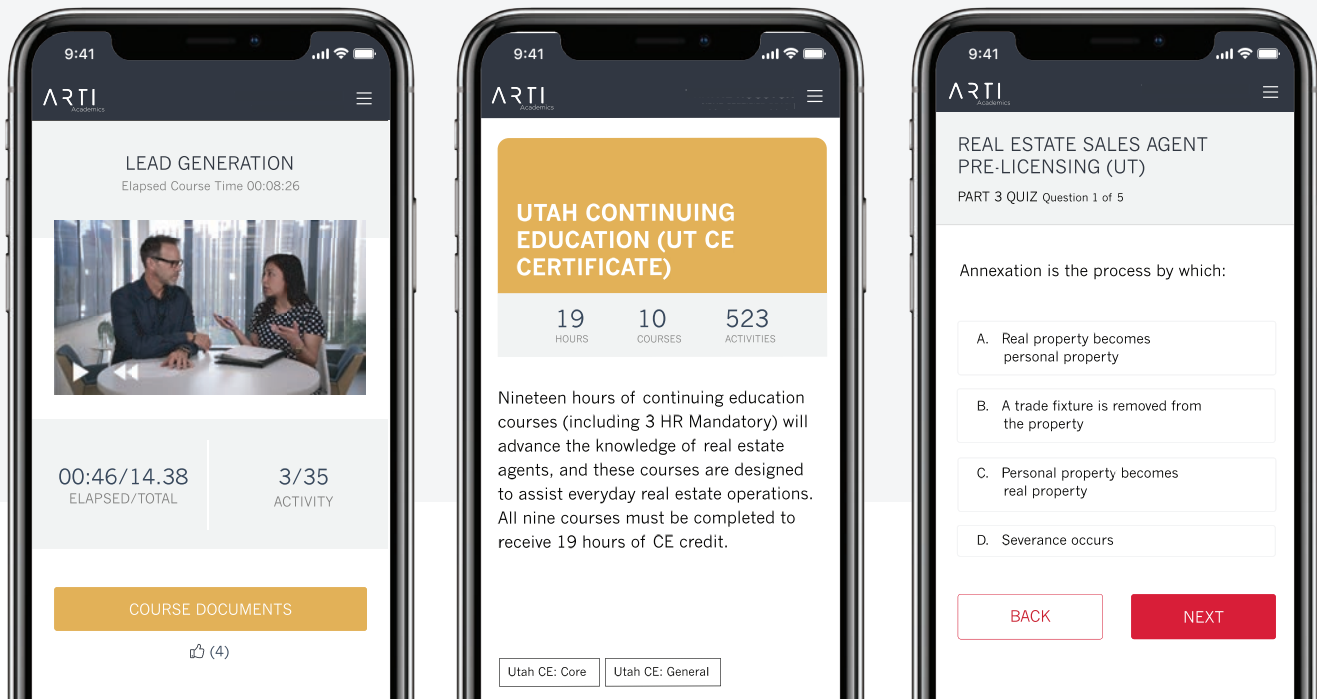 9:41
ARTI
Academics
LEAD GENERATION
Elapsed Course Time 00:08:26
00:46/14.38
ELAPSED/TOTAL
3/35
ACTIVITY
COURSE DOCUMENTS
(4)
9:41
ARTI
Academics
UTAH CONTINUING
EDUCATION (UT CE
CERTIFICATE)
19
HOURS
10
COURSES
523
ACTIVITIES
Nineteen hours of continuing education
courses (including 3 HR Mandatory) will
advance the knowledge of real estate
agents, and these courses are designed
to assist everyday real estate operations.
All nine courses must be completed to
receive 19 hours of CE credit.
Utah CE: Core
Utah CE: General
9:41
ARTI
Academics
REAL ESTATE SALES AGENT
PRE-LICENSING (UT)
PART 3 QUIZ Question 1 of 5
Annexation is the process by which:
A. Real property becomes
personal property
B. A trade fixture is removed from
the property
C. Personal property becomes
real property
D. Severance occurs
BACK
NEXT